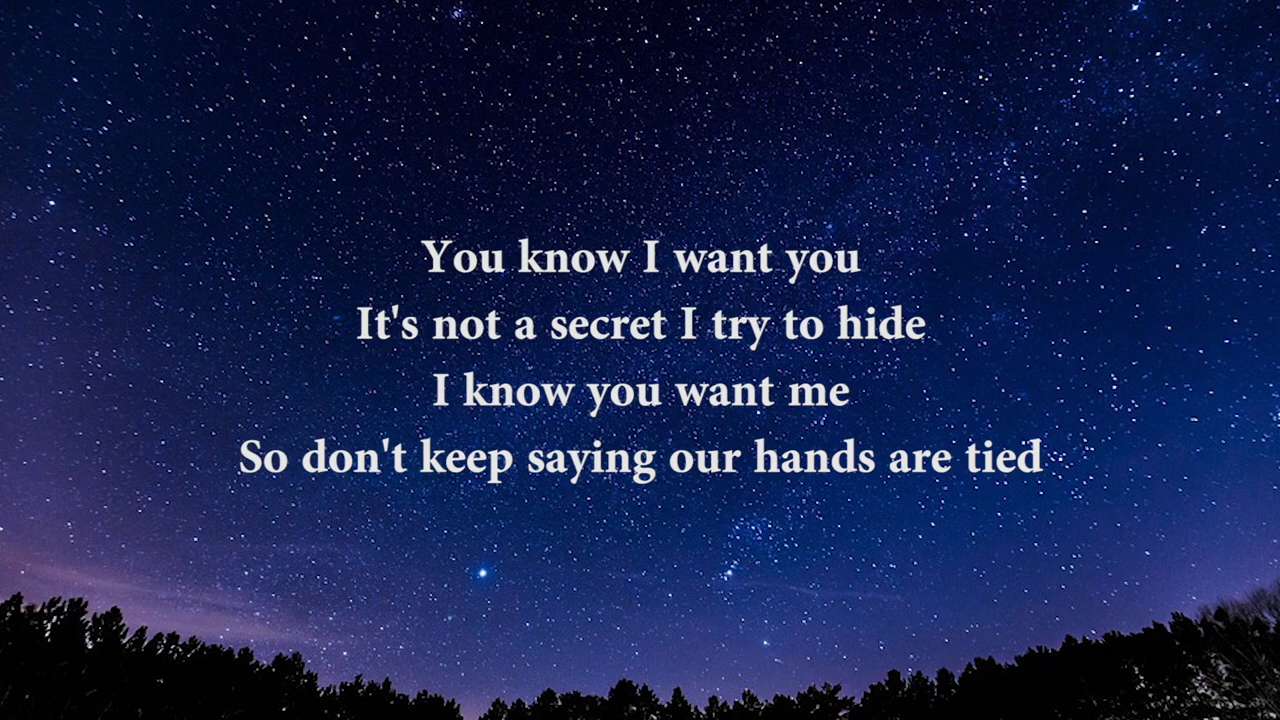 You know I want you
It's not a secret I try to hide
I know you want me
So don't keep saying our hands are tied